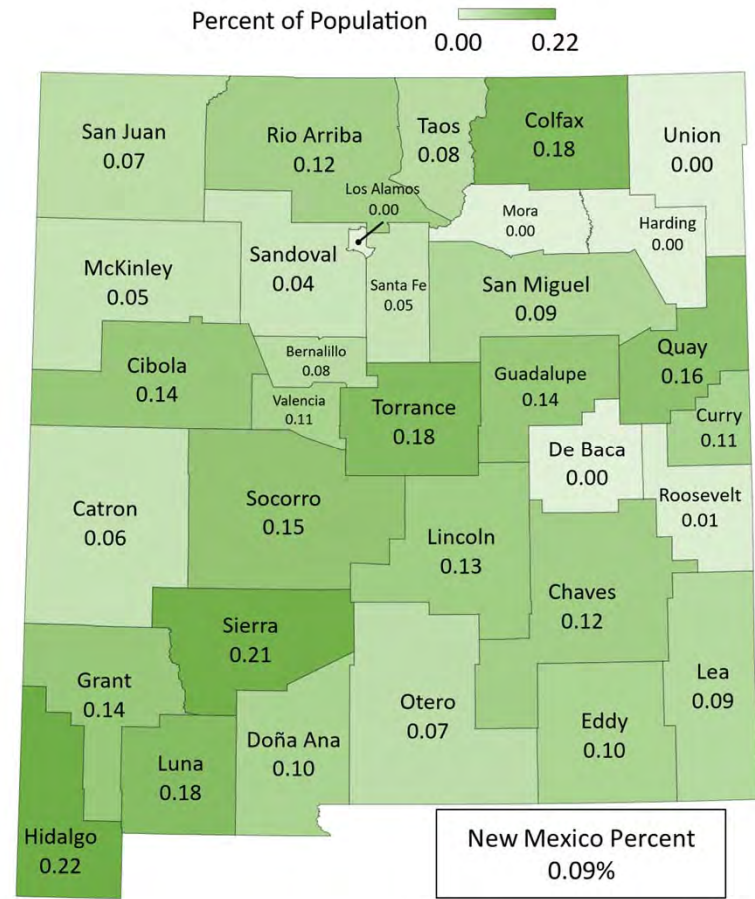 Percent of Population
0.00 0.22
San Juan
0.07
Rio Arriba
0.12
Taos
0.08
Colfax
0.18
Union
0.00
Los Alamos
0.00
Mora
0.00
Harding
0.00
McKinley
0.05
Sandoval
0.04
Santa Fe
0.05
San Miguel
0.09
Cibola
0.14
Bernalillo
0.08
Valencia
0.11
Torrance
0.18
Guadalupe
0.14
Quay
0.16
Curry
0.11
De Baca
0.00
Roosevelt
0.01
Catron
0.06
Socorro
0.15
Lincoln
0.13
Chaves
0.12
Sierra
0.21
Grant
0.14
Luna
0.18
Doña Ana
0.10
Otero
0.07
Eddy
0.10
Lea
0.09
Hidalgo
0.22
New Mexico Percent
0.09%